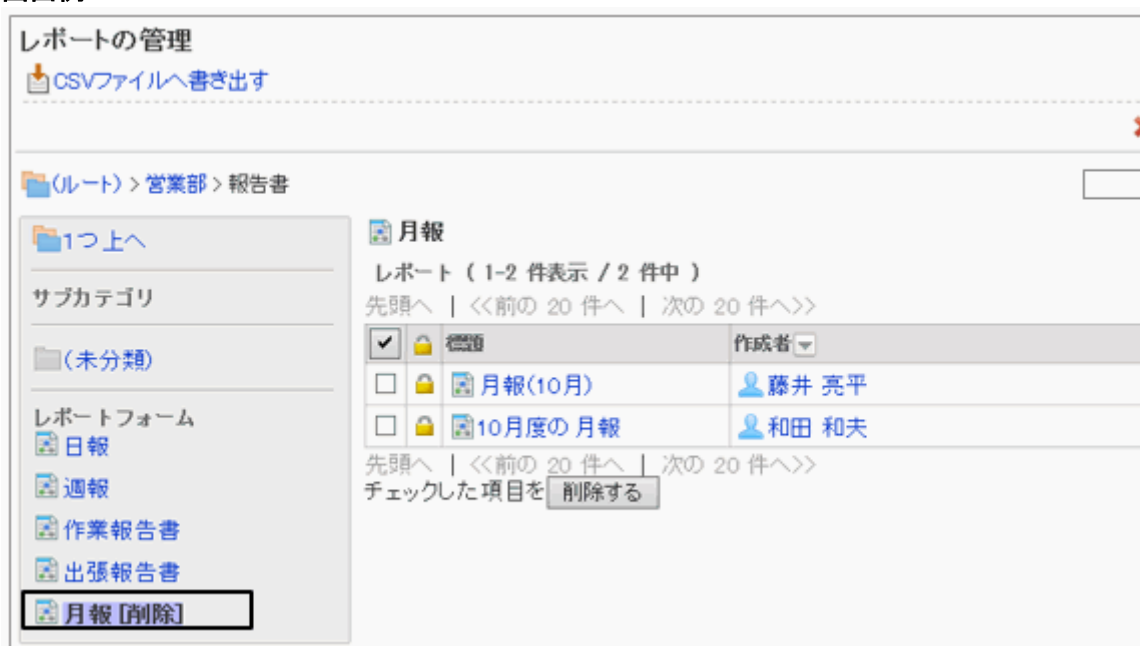 レポートの管理
CSVファイルへ書き出す
(ルート) > 営業部 > 報告書
1つ上へ
サブカテゴリ
(未分類)
レポートフォーム
日報
週報
作業報告書
出張報告書
月報 [削除]
月報
レポート ( 1-2 件表示 / 2 件中 )
先頭へ | <<前の 20 件へ | 次の 20 件へ>>
標題 作成者
月報(10月) 藤井 亮平
10月度の 月報 和田 和夫
先頭へ | <<前の 20 件へ | 次の 20 件へ>>
チェックした項目を 削除する